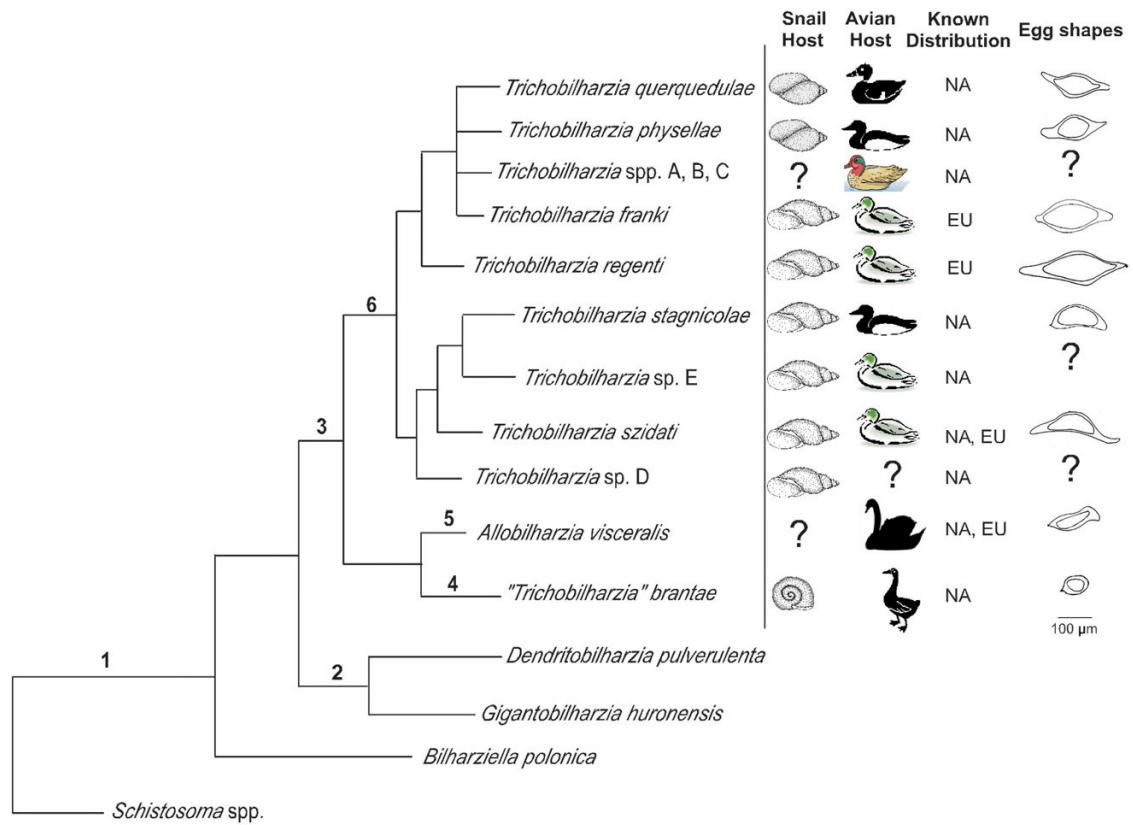 Snail Host Avian Host Known Distribution Egg shapes
Trichobilharzia querquedulae NA
Trichobilharzia physellae NA
Trichobilharzia spp. A, B, C ? NA ?
Trichobilharzia franki EU
Trichobilharzia regenti EU
6
Trichobilharzia stagnicolae NA
Trichobilharzia sp. E NA ?
3
Trichobilharzia szidati NA, EU
Trichobilharzia sp. D ? NA ?
5
Allobilharzia visceralis ? NA, EU
4
"Trichobilharzia" brantae NA
100 µm
1
Dendritobilharzia pulverulenta
2
Gigantobilharzia huronensis
Bilharziella polonica
Schistosoma spp.